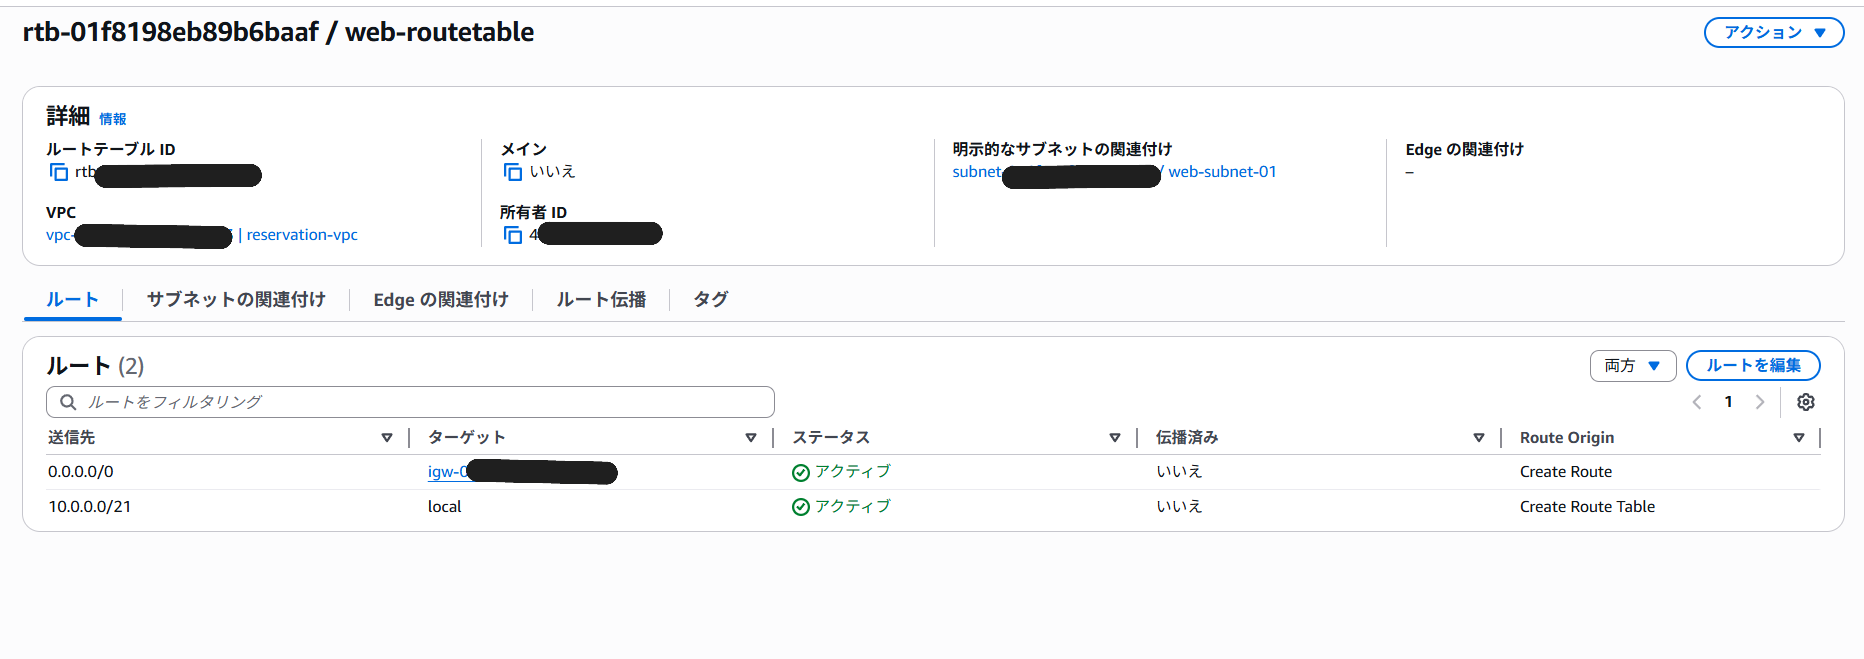 rtb-01f8198eb89b6baaf / web-routetable
アクション
詳細 情報
ルートテーブル ID
rtb
メイン
いいえ
明示的なサブネットの関連付け
subnet- / web-subnet-01
Edge の関連付け
–
VPC
vpc- | reservation-vpc
所有者 ID
4
ルート
サブネットの関連付け
Edge の関連付け
ルート伝播
タグ
ルート (2)
両方
ルートを編集
ルートをフィルタリング
1
送信先 ターゲット ステータス 伝播済み Route Origin
0.0.0.0/0 igw-0 アクティブ いいえ Create Route
10.0.0.0/21 local アクティブ いいえ Create Route Table